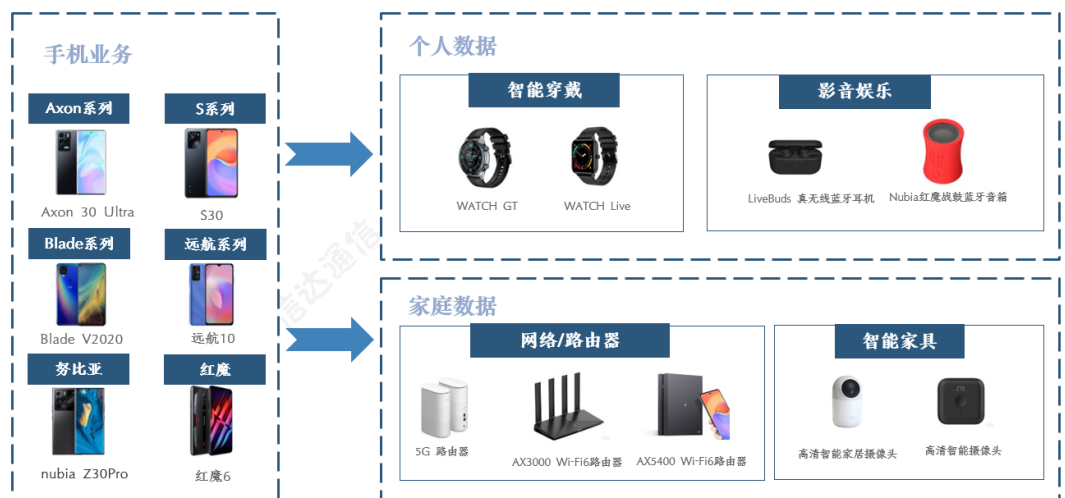 手机业务
Axon系列
S系列
Axon 30 Ultra
S30
Blade系列
远航系列
Blade V2020
远航10
努比亚
红魔
nubia Z30Pro
红魔6
个人数据
智能穿戴
影音娱乐
WATCH GT
WATCH Live
LiveBuds 真无线蓝牙耳机
Nubia红魔战鼓蓝牙音箱
家庭数据
网络/路由器
智能家具
5G 路由器
AX3000 Wi-Fi6路由器
AX5400 Wi-Fi6路由器
高清智能家居摄像头
高清智能摄像头
ZTE
信达通信